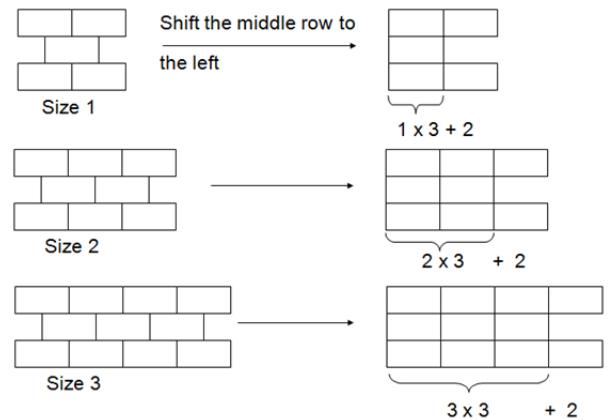 Shift the middle row to
the left
Size 1
1 x 3 + 2
Size 2
2 x 3 + 2
Size 3
3 x 3 + 2